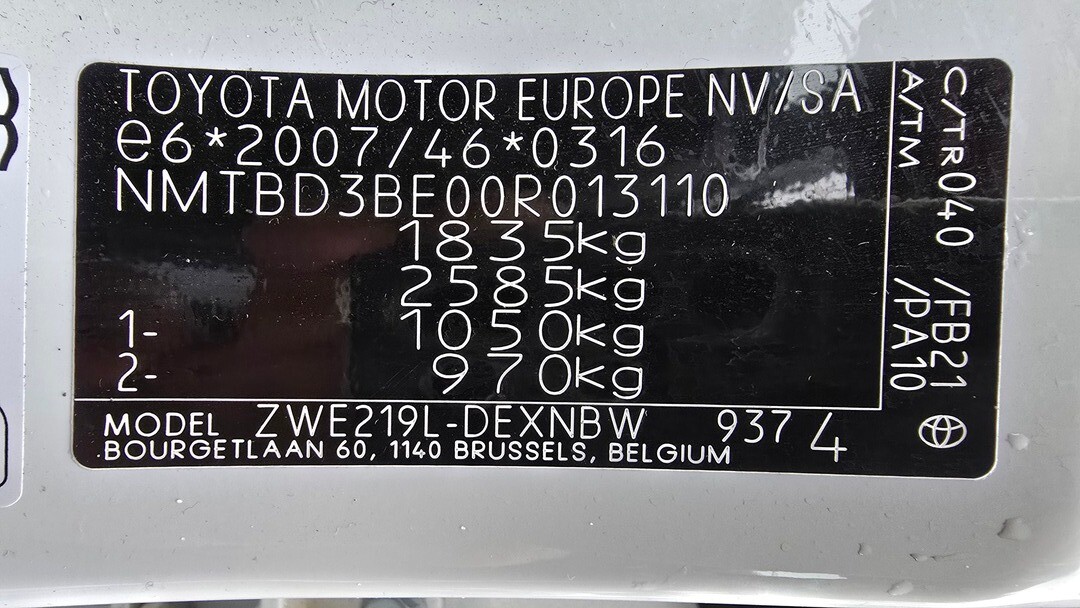 TOYOTA MOTOR EUROPE NV/SA
e6*2007/46*0316
NMTBD3BE00R013110
1835kg
2585kg
1- 1050kg
2- 970kg
MODEL ZWE219L-DEXNBW 937 4
BOURGETLAAN 60, 1140 BRUSSELS, BELGIUM
C/TR040 /FB21
A/TM /PA10